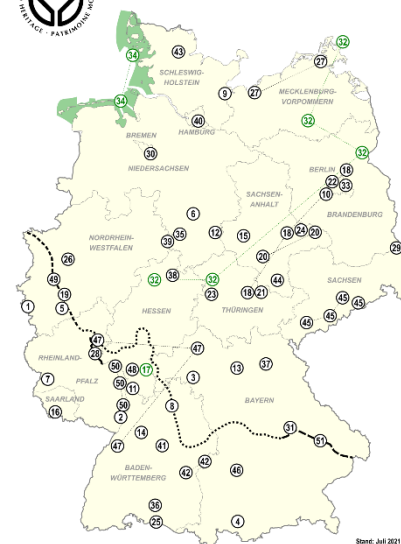 HERITAGE • PATRIMOINE MO
34
43
32
27
SCHLESWIG-
HOLSTEIN
34
9
27
MECKLENBURG-
VORPOMMERN
40
HAMBURG
32
BREMEN
30
NIEDERSACHSEN
32
BERLIN
18
22
33
10
SACHSEN-
ANHALT
BRANDENBURG
6
35
39
12
15
18
24
20
NORDRHEIN-
WESTFALEN
29
26
20
49
32
38
32
44
SACHSEN
19
23
18
21
45
45
1
5
HESSEN
THÜRINGEN
45
45
47
28
47
RHEINLAND-
PFALZ
50
48
17
13
37
7
50
11
3
SAARLAND
BAYERN
16
50
2
8
14
31
47
41
51
BADEN-
WÜRTTEMBERG
42
42
46
36
25
4
Stand: Juli 2021